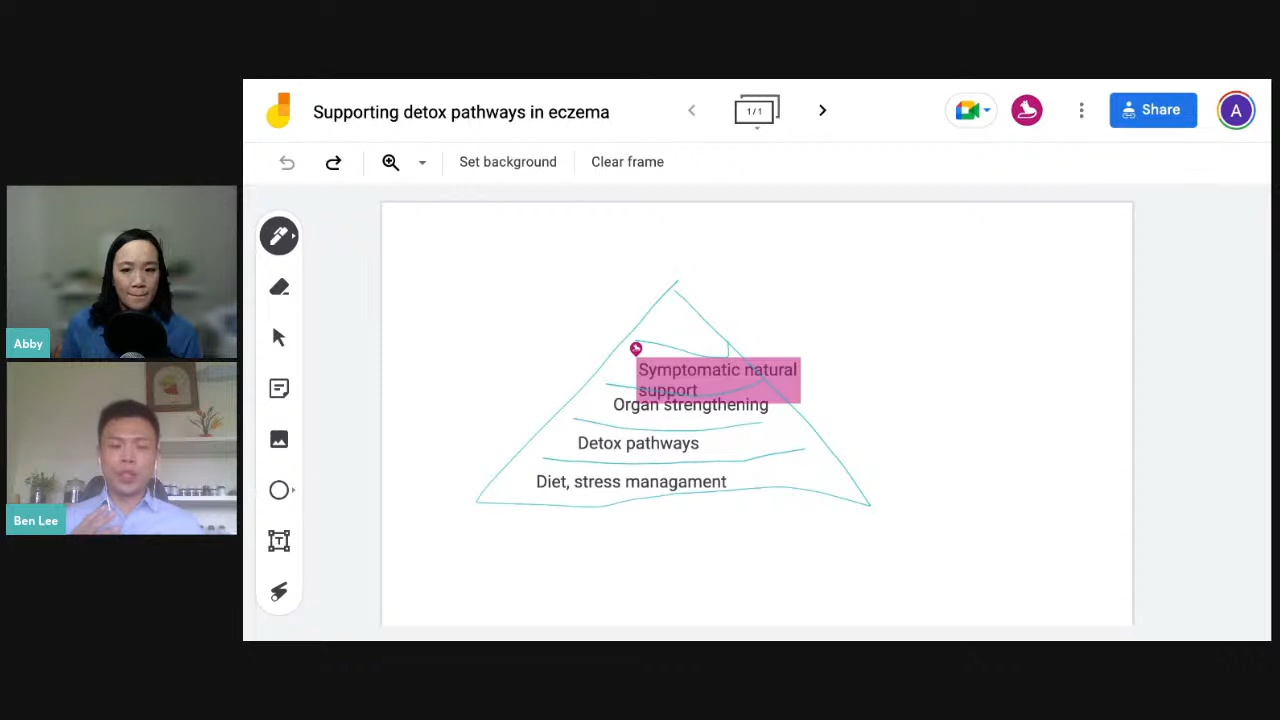 Supporting detox pathways in eczema
1/1
Share
A
Set background
Clear frame
Abby
Ben Lee
Symptomatic natural
support
Organ strengthening
Detox pathways
Diet, stress managament